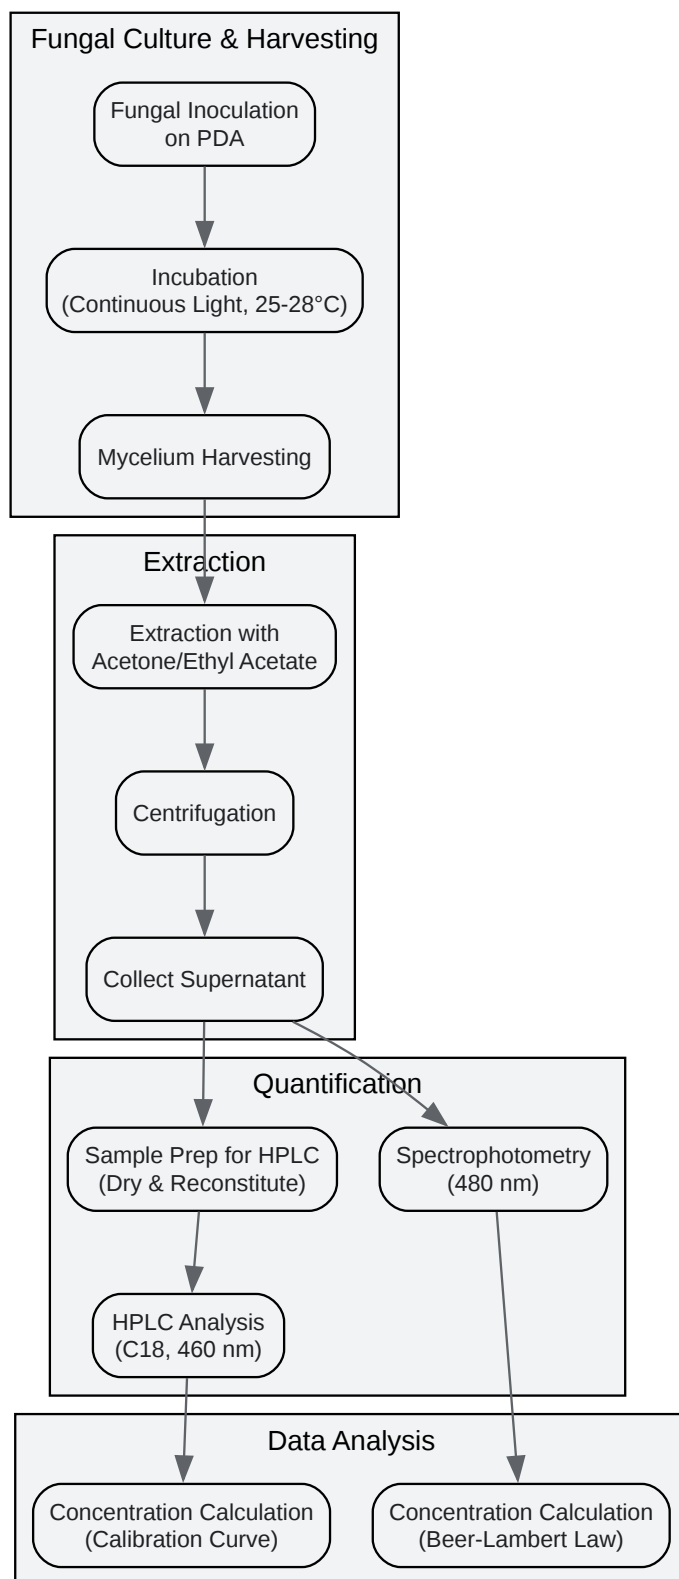 Fungal Culture & Harvesting
Fungal Inoculation
on PDA
Incubation
(Continuous Light, 25-28°C)
Mycelium Harvesting
Extraction
Extraction with
Acetone/Ethyl Acetate
Centrifugation
Collect Supernatant
Quantification
Sample Prep for HPLC
(Dry & Reconstitute)
Spectrophotometry
(480 nm)
HPLC Analysis
(C18, 460 nm)
Data Analysis
Concentration Calculation
(Calibration Curve)
Concentration Calculation
(Beer-Lambert Law)